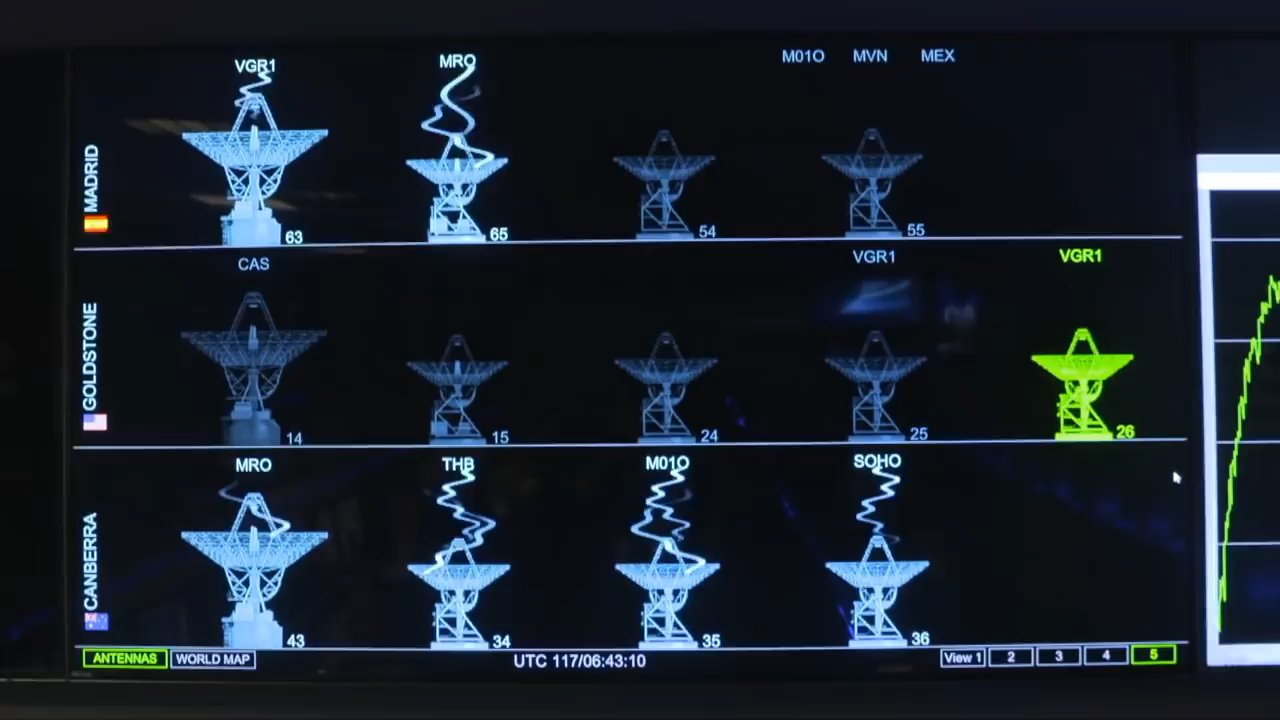 VGR1 MRO M01O MVN MEX
MADRID
63 65 54 55
CAS VGR1 VGR1
GOLDSTONE
14 15 24 25 26
MRO THB M01O SOHO
CANBERRA
43 34 35 36
ANTENNAS WORLD MAP UTC 117/06:43:10 View 1 2 3 4 5